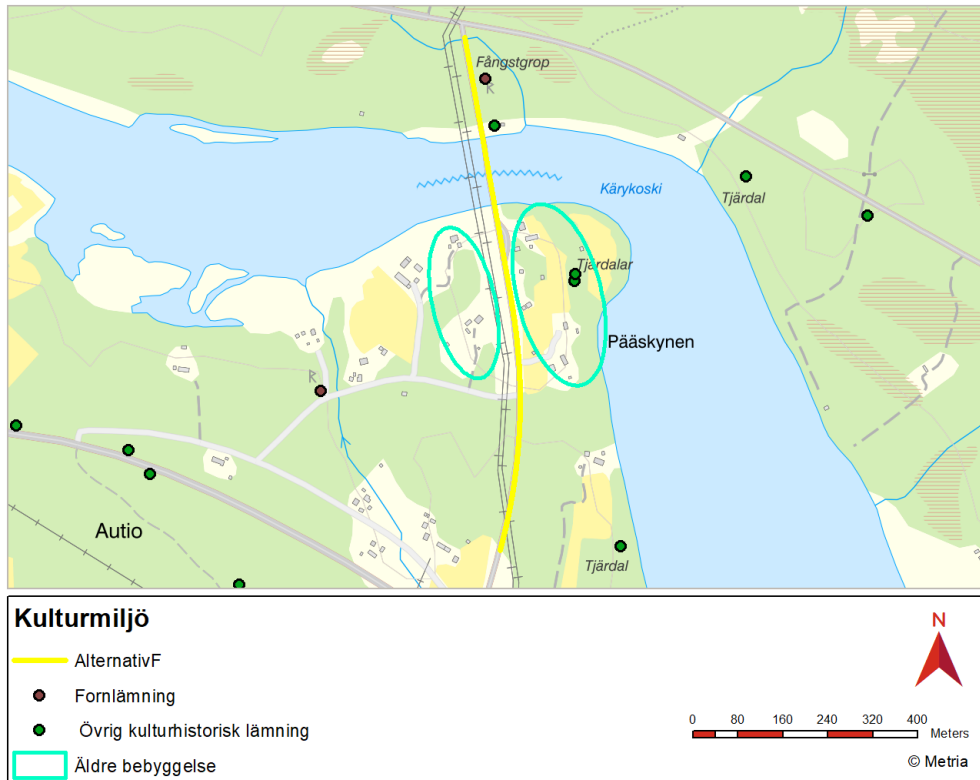 Fångstgrop
R
Kärykoski
Tjärdal
Tjärdalar
Pääskynen
R
Autio
Tjärdal
Kulturmiljö
AlternativF
Fornlämning
Övrig kulturhistorisk lämning
Äldre bebyggelse
N
0 80 160 240 320 400
Meters
© Metria